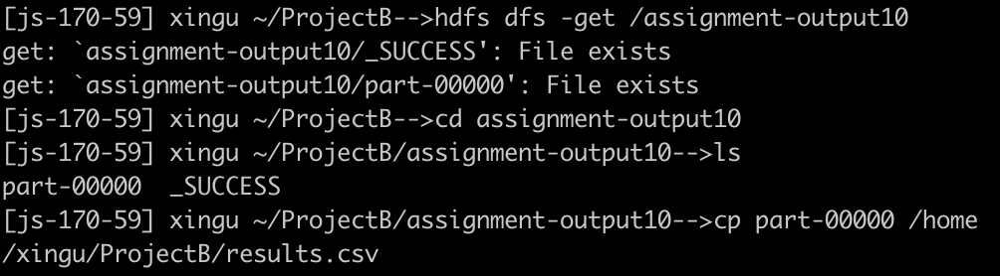 [js-170-59] xingu ~/ProjectB-->hdfs dfs -get /assignment-output10
get: `assignment-output10/_SUCCESS': File exists
get: `assignment-output10/part-00000': File exists
[js-170-59] xingu ~/ProjectB-->cd assignment-output10
[js-170-59] xingu ~/ProjectB/assignment-output10-->ls
part-00000  _SUCCESS
[js-170-59] xingu ~/ProjectB/assignment-output10-->cp part-00000 /home
/xingu/ProjectB/results.csv